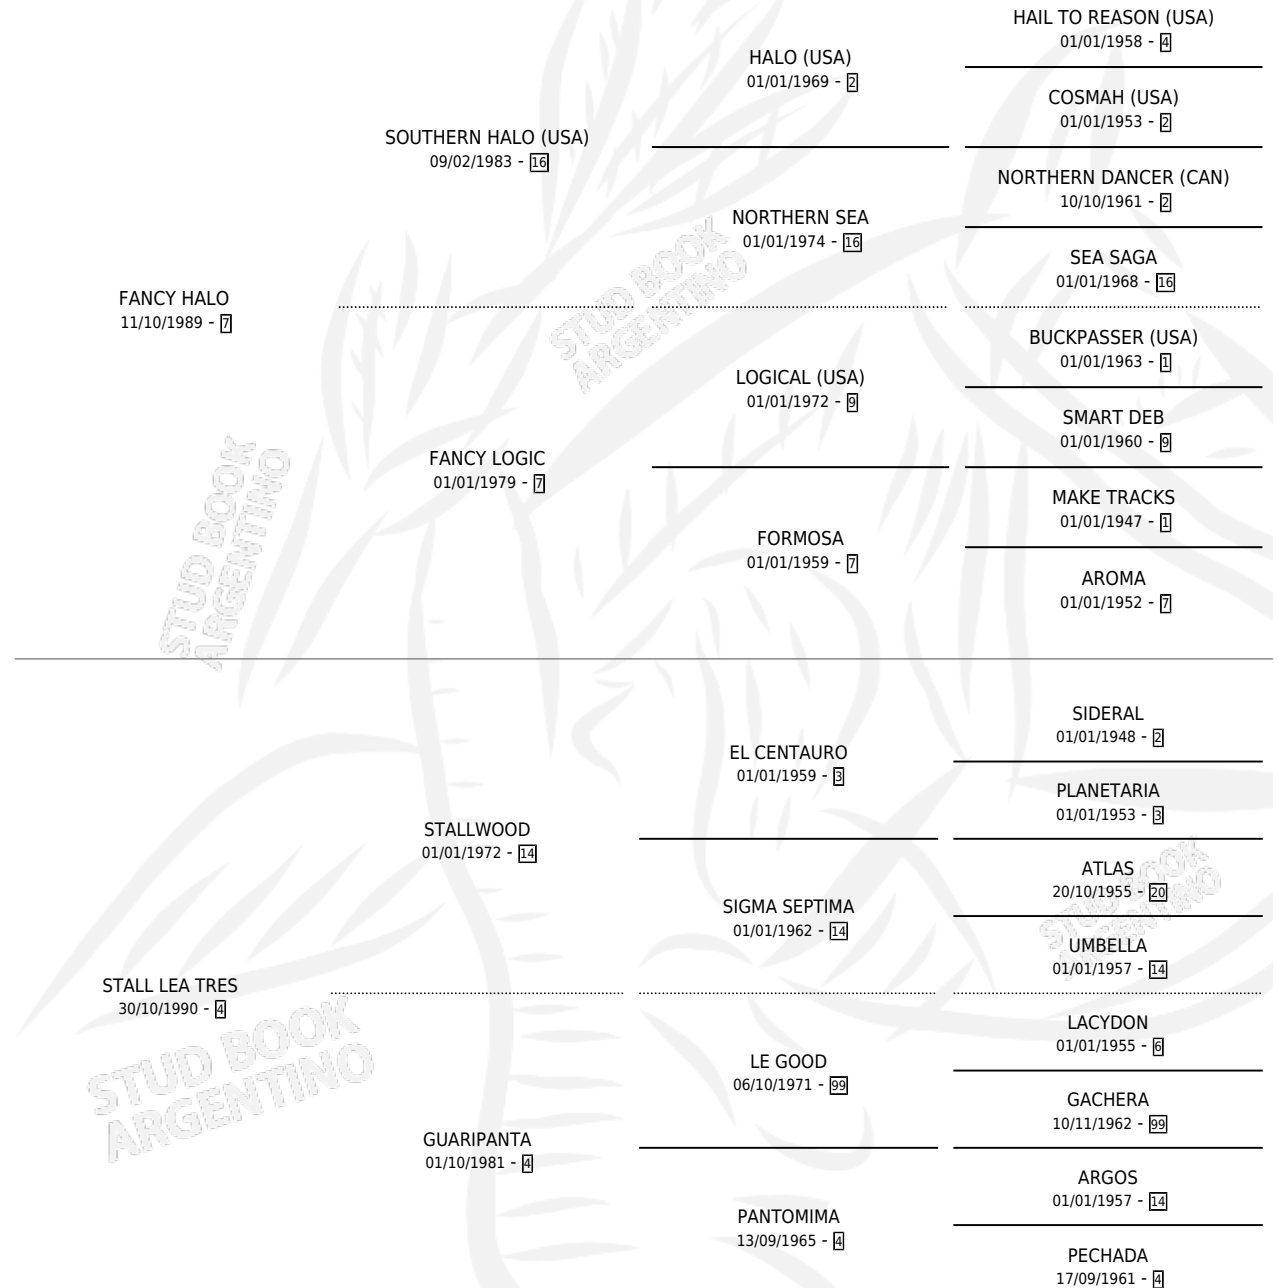 HAIL TO REASON (USA)
01/01/1958 - 4
HALO (USA)
01/01/1969 - 2
COSMAH (USA)
01/01/1953 - 2
SOUTHERN HALO (USA)
09/02/1983 - 16
NORTHERN DANCER (CAN)
10/10/1961 - 2
NORTHERN SEA
01/01/1974 - 16
SEA SAGA
01/01/1968 - 16
FANCY HALO
11/10/1989 - 7
BUCKPASSER (USA)
01/01/1963 - 1
LOGICAL (USA)
01/01/1972 - 9
SMART DEB
01/01/1960 - 9
FANCY LOGIC
01/01/1979 - 7
MAKE TRACKS
01/01/1947 - 1
FORMOSA
01/01/1959 - 7
AROMA
01/01/1952 - 7
STUD BOOK
ARGENTINO
STUD BOOK
ARGENTINO
SIDERAL
01/01/1948 - 2
EL CENTAURO
01/01/1959 - 3
PLANETARIA
01/01/1953 - 3
STALLWOOD
01/01/1972 - 14
ATLAS
20/10/1955 - 20
SIGMA SEPTIMA
01/01/1962 - 14
UMBELLA
01/01/1957 - 14
STALL LEA TRES
30/10/1990 - 4
LACYDON
01/01/1955 - 6
LE GOOD
06/10/1971 - 99
GACHERA
10/11/1962 - 99
GUARIPANTA
01/10/1981 - 4
ARGOS
01/01/1957 - 14
PANTOMIMA
13/09/1965 - 4
PECHADA
17/09/1961 - 4
STUD BOOK
ARGENTINO
STUD BOOK
ARGENTINO